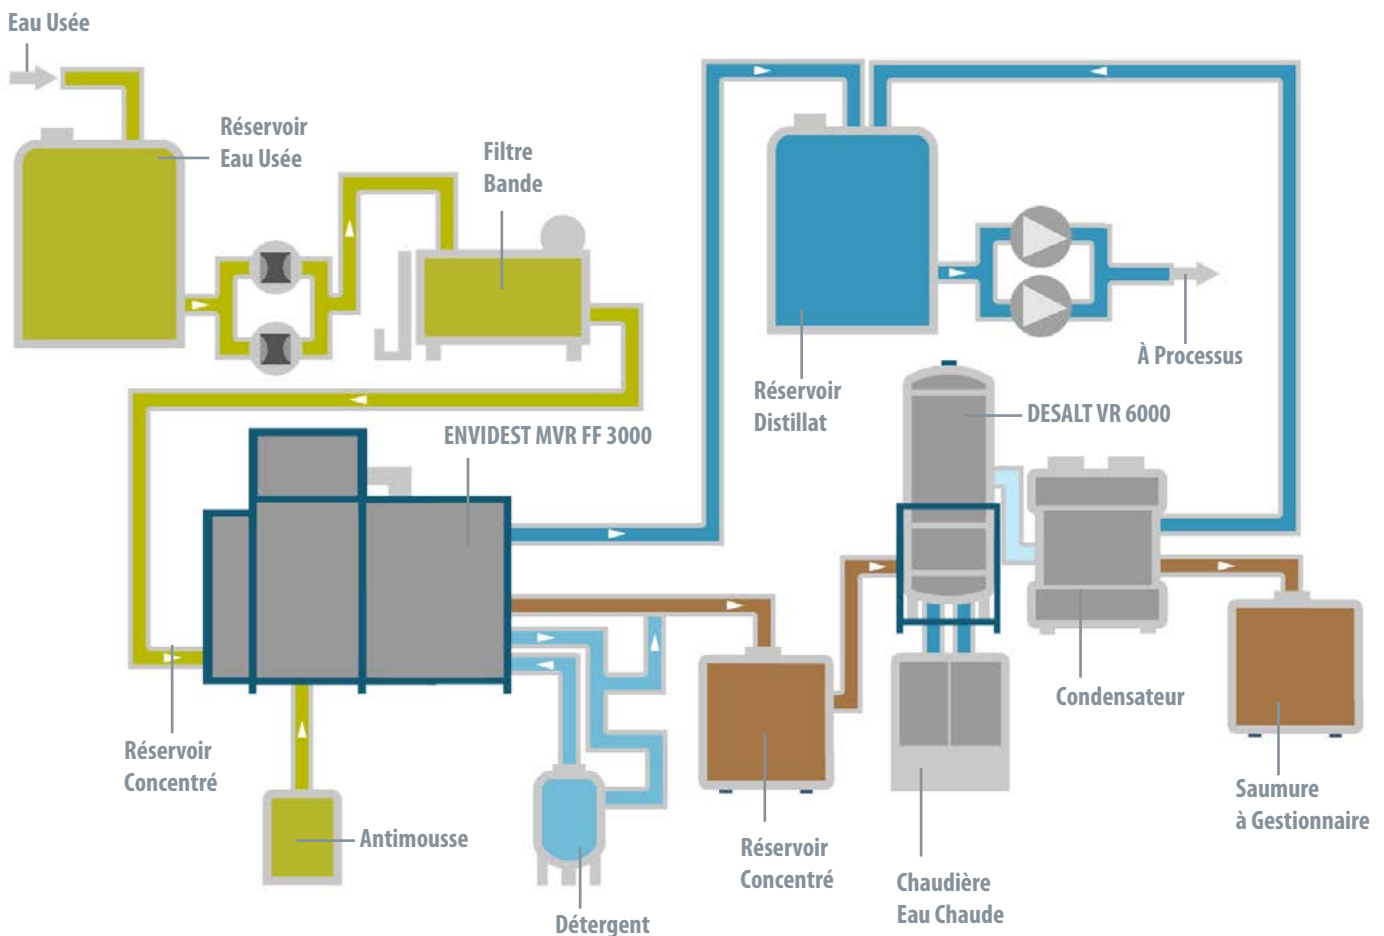 Eau Usée
Réservoir
Eau Usée
Filtre
Bande
À Processus
Réservoir
Distillat
DESALT VR 6000
ENVIDEST MVR FF 3000
Condensateur
Réservoir
Concentré
Antimousse
Détergent
Réservoir
Concentré
Chaudière
Eau Chaude
Saumure
à Gestionnaire